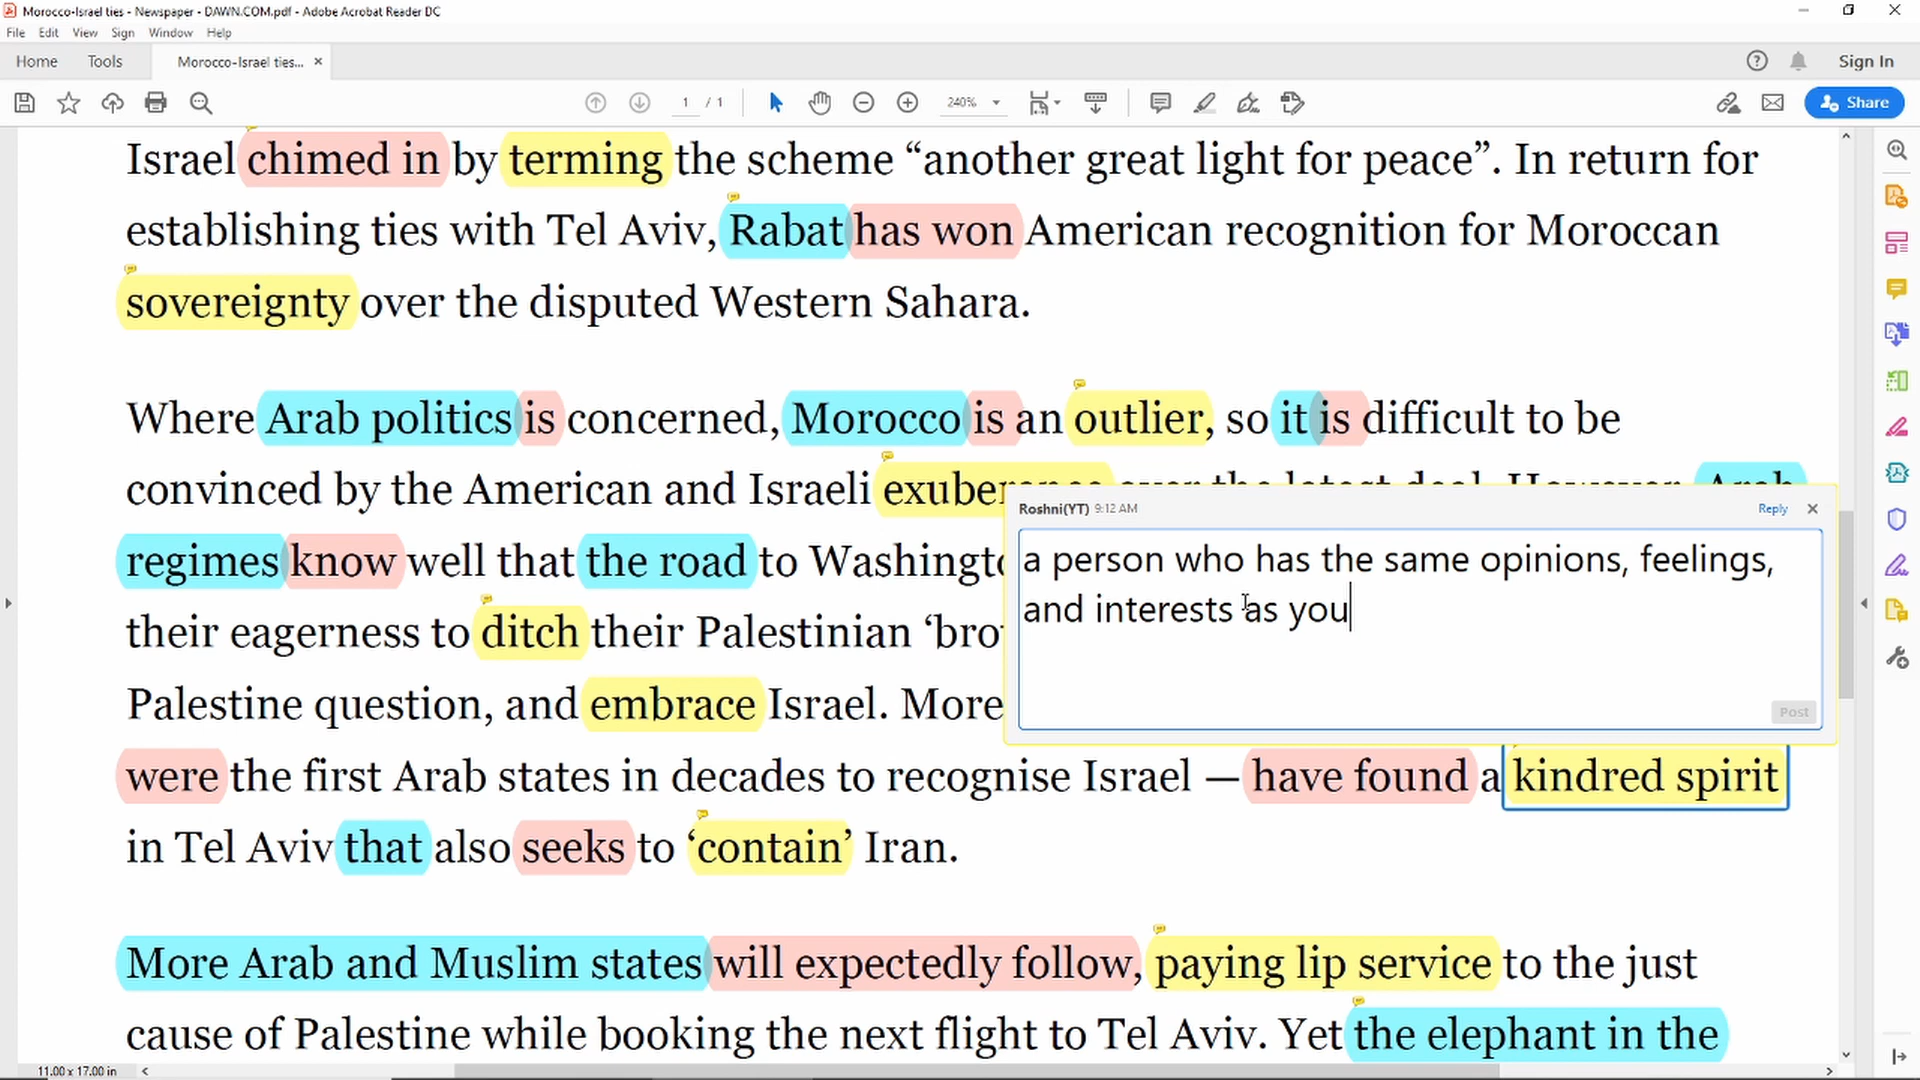 Morocco-Israel ties - Newspaper - DAWN.COM.pdf - Adobe Acrobat Reader DC
File Edit View Sign Window Help
Home Tools Morocco-Israel ties... × Sign In
1 / 1 240% Share
Israel chimed in by terming the scheme “another great light for peace”. In return for
establishing ties with Tel Aviv, Rabat has won American recognition for Moroccan
sovereignty over the disputed Western Sahara.
Where Arab politics is concerned, Morocco is an outlier, so it is difficult to be
convinced by the American and Israeli exuberance over the latest deal. However, Arab
Roshni(YT) 9:12 AM Reply
a person who has the same opinions, feelings,
and interests as you
Post
regimes know well that the road to Washingto
their eagerness to ditch their Palestinian ‘bro
Palestine question, and embrace Israel. More
were the first Arab states in decades to recognise Israel — have found a kindred spirit
in Tel Aviv that also seeks to ‘contain’ Iran.
More Arab and Muslim states will expectedly follow, paying lip service to the just
cause of Palestine while booking the next flight to Tel Aviv. Yet the elephant in the
11.00 x 17.00 in